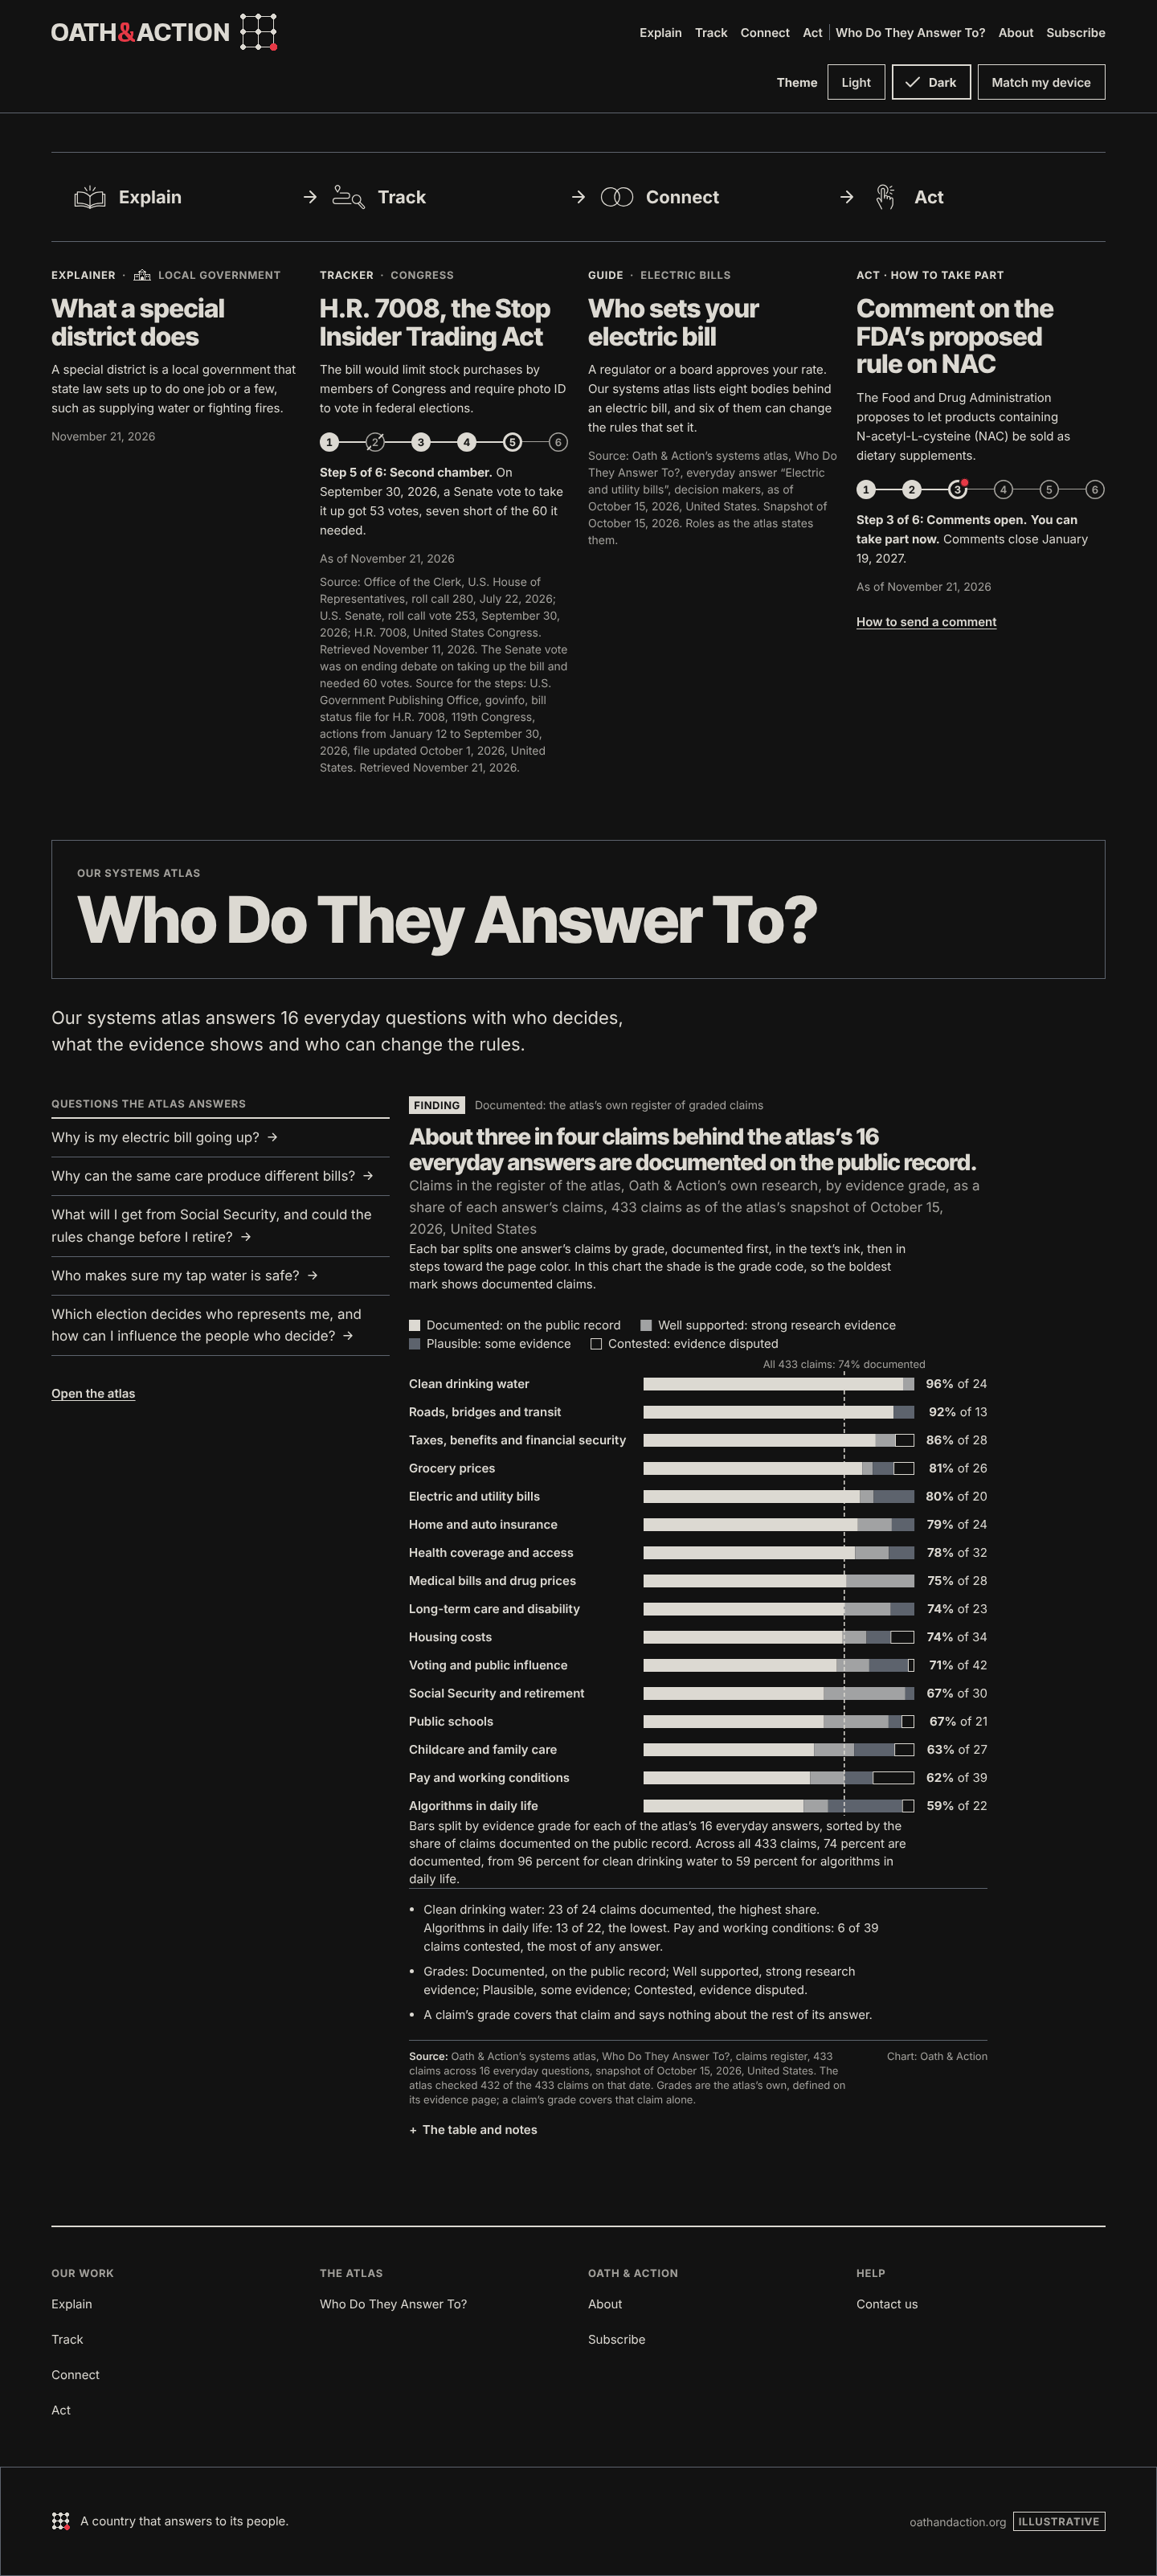 OATH&ACTION
Explain Track Connect Act Who Do They Answer To? About Subscribe
Theme Light Dark Match my device
Explain
Track
Connect
Act
EXPLAINER · LOCAL GOVERNMENT
What a special
district does
A special district is a local government that
state law sets up to do one job or a few,
such as supplying water or fighting fires.
November 21, 2026
TRACKER · CONGRESS
H.R. 7008, the Stop
Insider Trading Act
The bill would limit stock purchases by
members of Congress and require photo ID
to vote in federal elections.
1 2 3 4 5 6
Step 5 of 6: Second chamber. On
September 30, 2026, a Senate vote to take
it up got 53 votes, seven short of the 60 it
needed.
As of November 21, 2026
Source: Office of the Clerk, U.S. House of
Representatives, roll call 280, July 22, 2026;
U.S. Senate, roll call vote 253, September 30,
2026; H.R. 7008, United States Congress.
Retrieved November 11, 2026. The Senate vote
was on ending debate on taking up the bill and
needed 60 votes. Source for the steps: U.S.
Government Publishing Office, govinfo, bill
status file for H.R. 7008, 119th Congress,
actions from January 12 to September 30,
2026, file updated October 1, 2026, United
States. Retrieved November 21, 2026.
GUIDE · ELECTRIC BILLS
Who sets your
electric bill
A regulator or a board approves your rate.
Our systems atlas lists eight bodies behind
an electric bill, and six of them can change
the rules that set it.
Source: Oath & Action’s systems atlas, Who Do
They Answer To?, everyday answer “Electric
and utility bills”, decision makers, as of
October 15, 2026, United States. Snapshot of
October 15, 2026. Roles as the atlas states
them.
ACT · HOW TO TAKE PART
Comment on the
FDA’s proposed
rule on NAC
The Food and Drug Administration
proposes to let products containing
N-acetyl-L-cysteine (NAC) be sold as
dietary supplements.
1 2 3 4 5 6
Step 3 of 6: Comments open. You can
take part now. Comments close January
19, 2027.
As of November 21, 2026
How to send a comment
OUR SYSTEMS ATLAS
Who Do They Answer To?
Our systems atlas answers 16 everyday questions with who decides,
what the evidence shows and who can change the rules.
QUESTIONS THE ATLAS ANSWERS
Why is my electric bill going up?
Why can the same care produce different bills?
What will I get from Social Security, and could the
rules change before I retire?
Who makes sure my tap water is safe?
Which election decides who represents me, and
how can I influence the people who decide?
Open the atlas
FINDING Documented: the atlas’s own register of graded claims
About three in four claims behind the atlas’s 16
everyday answers are documented on the public record.
Claims in the register of the atlas, Oath & Action’s own research, by evidence grade, as a
share of each answer’s claims, 433 claims as of the atlas’s snapshot of October 15,
2026, United States
Each bar splits one answer’s claims by grade, documented first, in the text’s ink, then in
steps toward the page color. In this chart the shade is the grade code, so the boldest
mark shows documented claims.
Documented: on the public record Well supported: strong research evidence
Plausible: some evidence Contested: evidence disputed
All 433 claims: 74% documented
Clean drinking water 96% of 24
Roads, bridges and transit 92% of 13
Taxes, benefits and financial security 86% of 28
Grocery prices 81% of 26
Electric and utility bills 80% of 20
Home and auto insurance 79% of 24
Health coverage and access 78% of 32
Medical bills and drug prices 75% of 28
Long-term care and disability 74% of 23
Housing costs 74% of 34
Voting and public influence 71% of 42
Social Security and retirement 67% of 30
Public schools 67% of 21
Childcare and family care 63% of 27
Pay and working conditions 62% of 39
Algorithms in daily life 59% of 22
Bars split by evidence grade for each of the atlas’s 16 everyday answers, sorted by the
share of claims documented on the public record. Across all 433 claims, 74 percent are
documented, from 96 percent for clean drinking water to 59 percent for algorithms in
daily life.
• Clean drinking water: 23 of 24 claims documented, the highest share.
Algorithms in daily life: 13 of 22, the lowest. Pay and working conditions: 6 of 39
claims contested, the most of any answer.
• Grades: Documented, on the public record; Well supported, strong research
evidence; Plausible, some evidence; Contested, evidence disputed.
• A claim’s grade covers that claim and says nothing about the rest of its answer.
Source: Oath & Action’s systems atlas, Who Do They Answer To?, claims register, 433
claims across 16 everyday questions, snapshot of October 15, 2026, United States. The
atlas checked 432 of the 433 claims on that date. Grades are the atlas’s own, defined on
its evidence page; a claim’s grade covers that claim alone.
Chart: Oath & Action
+ The table and notes
OUR WORK
Explain
Track
Connect
Act
THE ATLAS
Who Do They Answer To?
OATH & ACTION
About
Subscribe
HELP
Contact us
A country that answers to its people.
oathandaction.org ILLUSTRATIVE